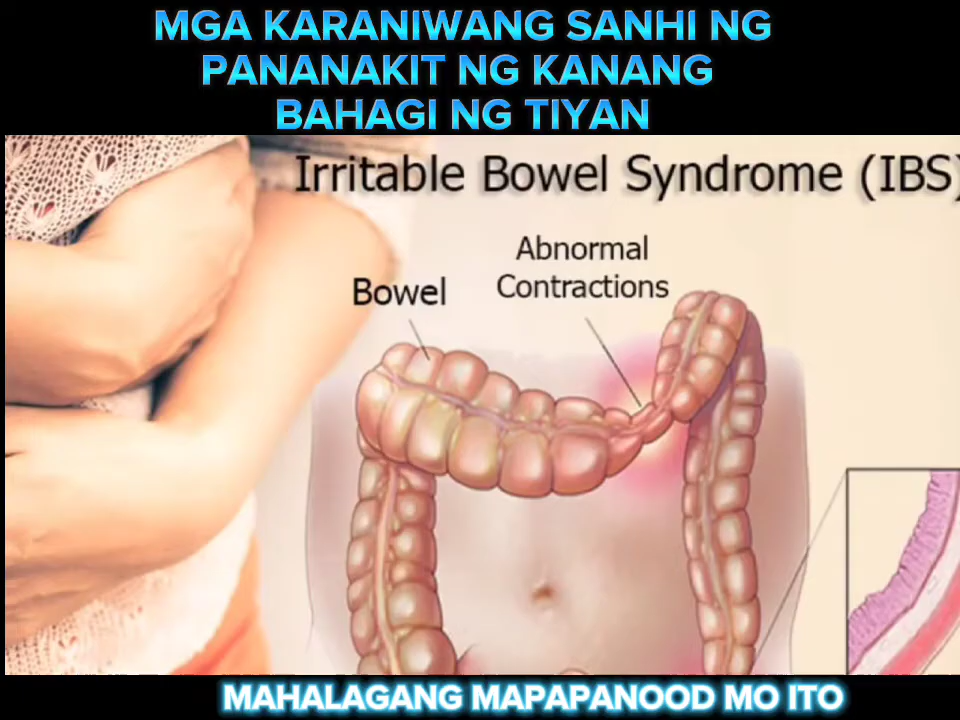 MGA KARANIWANG SANHI NG
PANANAKIT NG KANANG
BAHAGI NG TIYAN
Irritable Bowel Syndrome (IBS)
Abnormal
Contractions
Bowel
MAHALAGANG MAPAPANOOD MO ITO